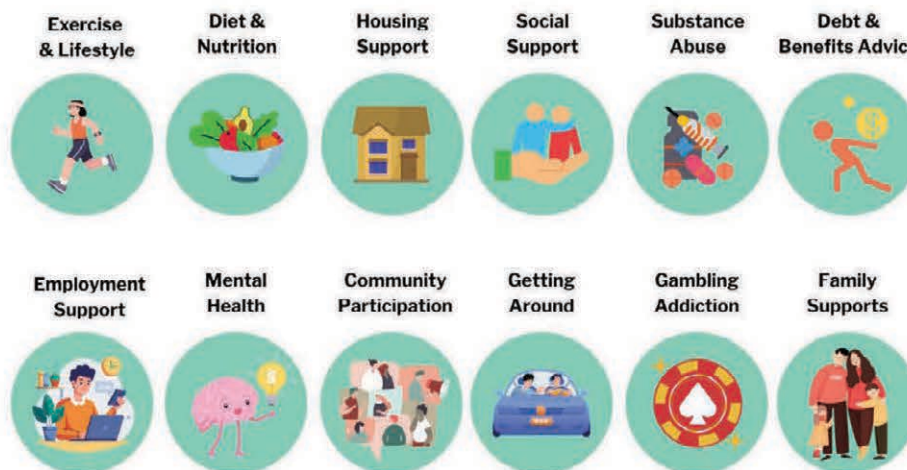 Exercise
& Lifestyle
Diet &
Nutrition
Housing
Support
Social
Support
Substance
Abuse
Debt &
Benefits Advic
Employment
Support
Mental
Health
Community
Participation
Getting
Around
Gambling
Addiction
Family
Supports